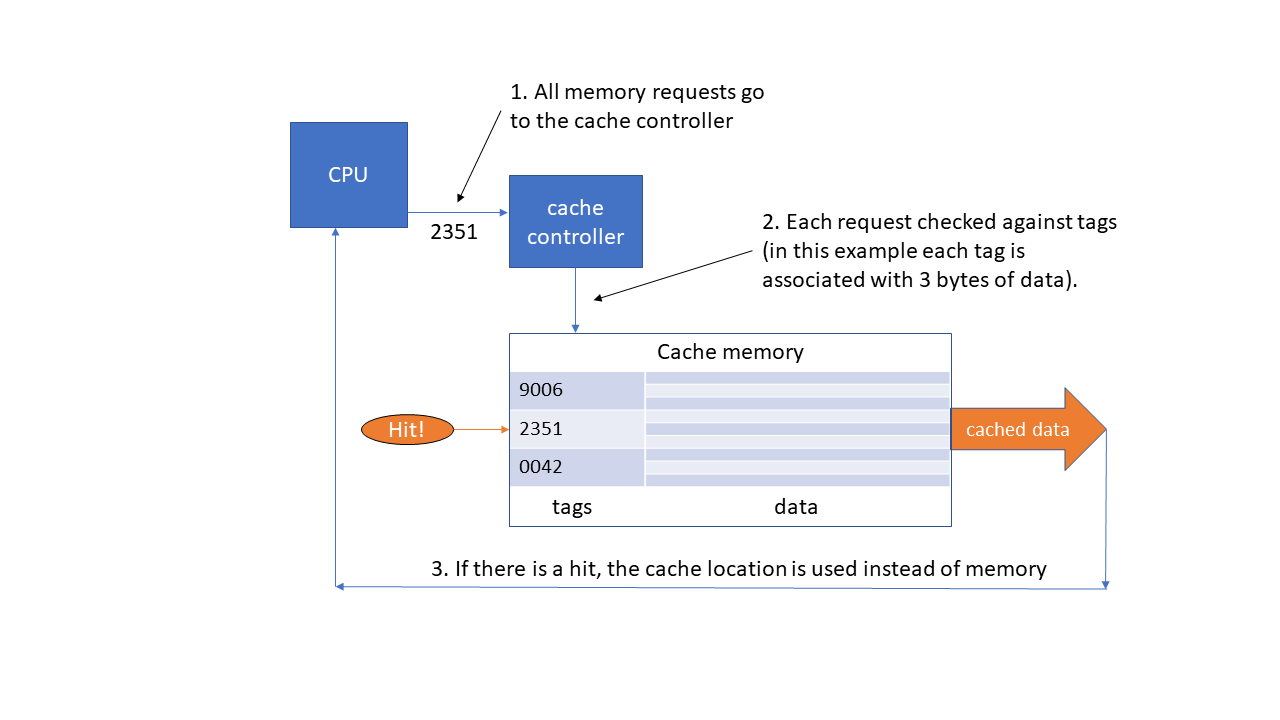 1. All memory requests go
to the cache controller
CPU
cache
controller
2351
2. Each request checked against tags
(in this example each tag is
associated with 3 bytes of data).
Cache memory
9006
Hit!
2351
cached data
0042
tags
data
3. If there is a hit, the cache location is used instead of memory